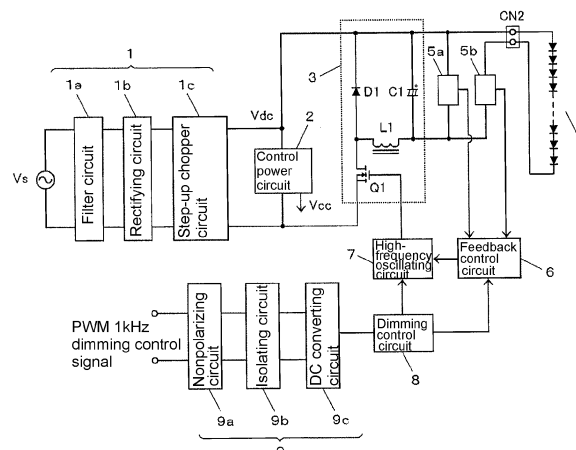 CN2
1
5a
5b
1a
1b
1c
3
D1
C1
Vdc
2
L1
Vs
Filter circuit
Rectifying circuit
Step-up chopper
circuit
Control
power
circuit
Vcc
Q1
7
High-
frequency
oscillating
circuit
Feedback
control
circuit
6
PWM 1kHz
dimming control
signal
Nonpolarizing
circuit
Isolating circuit
DC converting
circuit
Dimming
control
circuit
8
9a
9b
9c